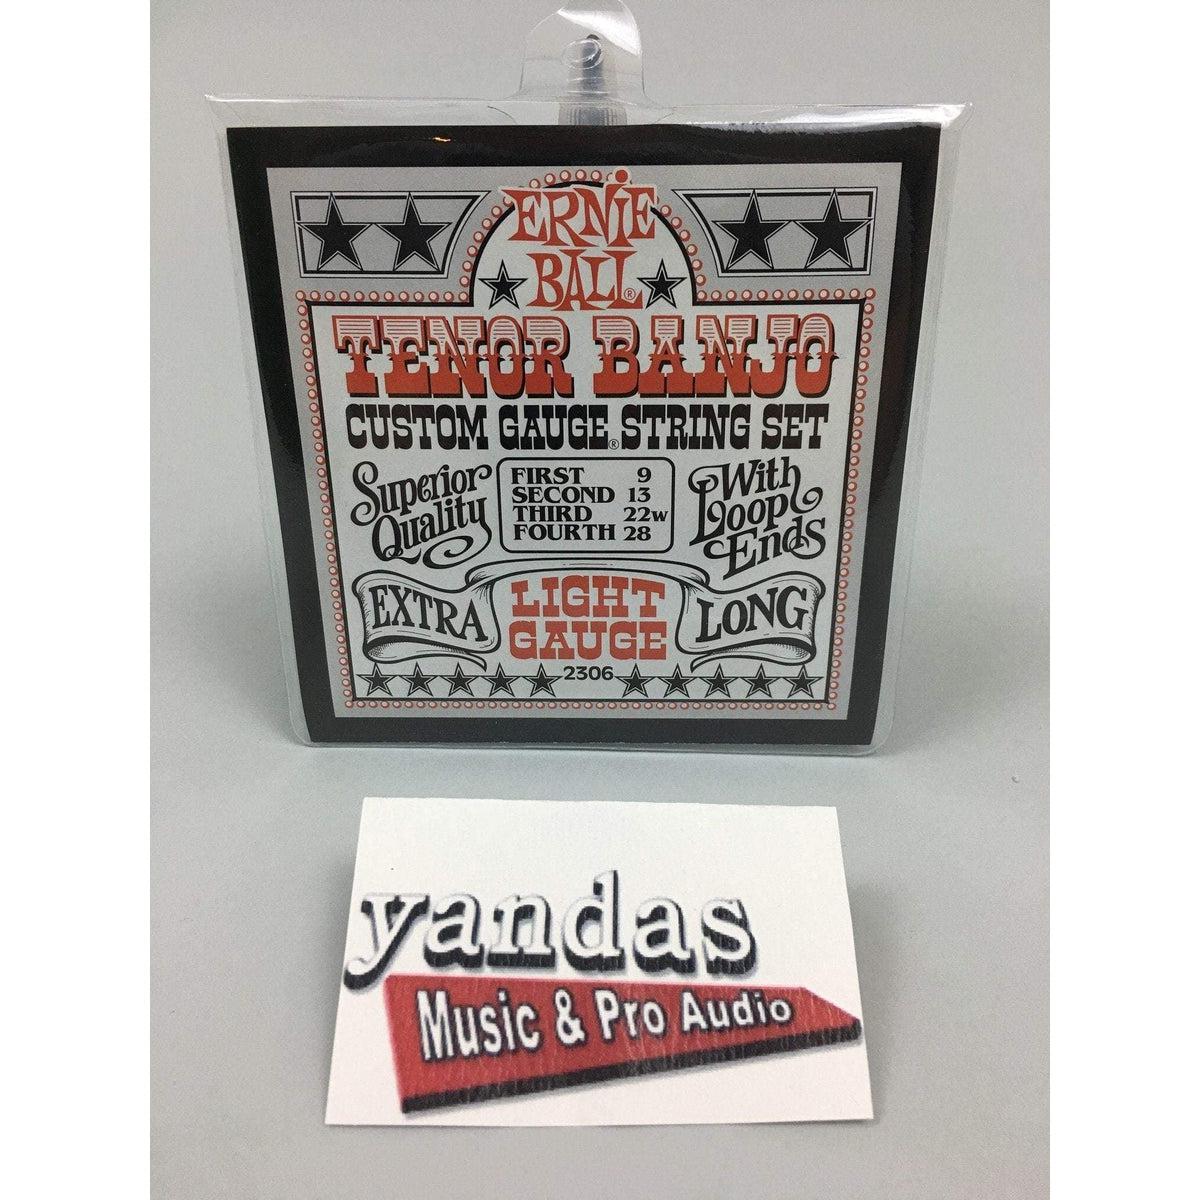 ERNIE
BALL®
TENOR BANJO
CUSTOM GAUGE® STRING SET
Superior
Quality
FIRST 9
SECOND 13
THIRD 22w
FOURTH 28
With
Loop
Ends
EXTRA
LIGHT
GAUGE
LONG
2306
yandas
Music & Pro Audio